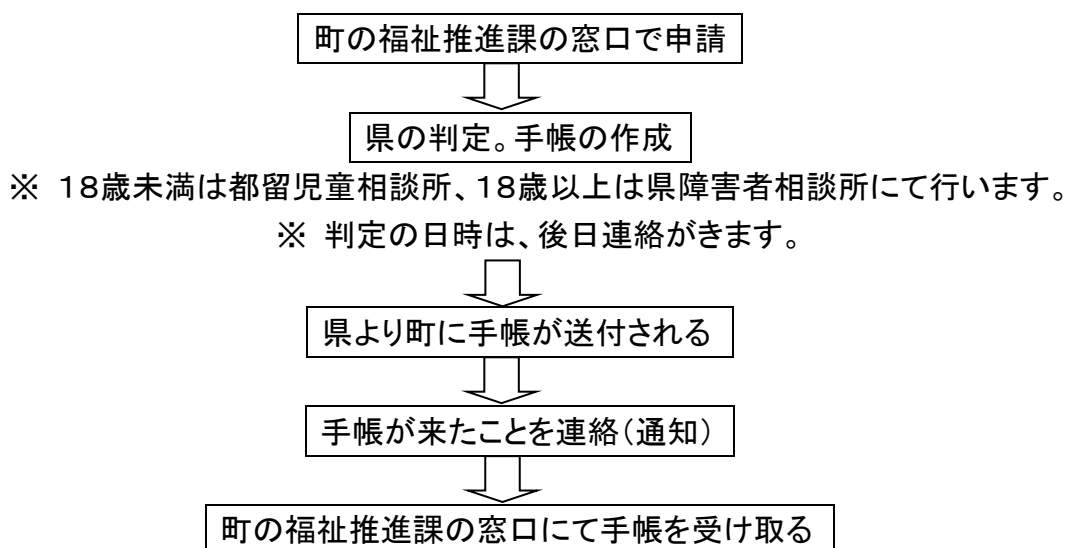 町の福祉推進課の窓口で申請
県の判定。手帳の作成
※ 18歳未満は都留児童相談所、18歳以上は県障害者相談所にて行います。
※ 判定の日時は、後日連絡がきます。
県より町に手帳が送付される
手帳が来たことを連絡(通知)
町の福祉推進課の窓口にて手帳を受け取る